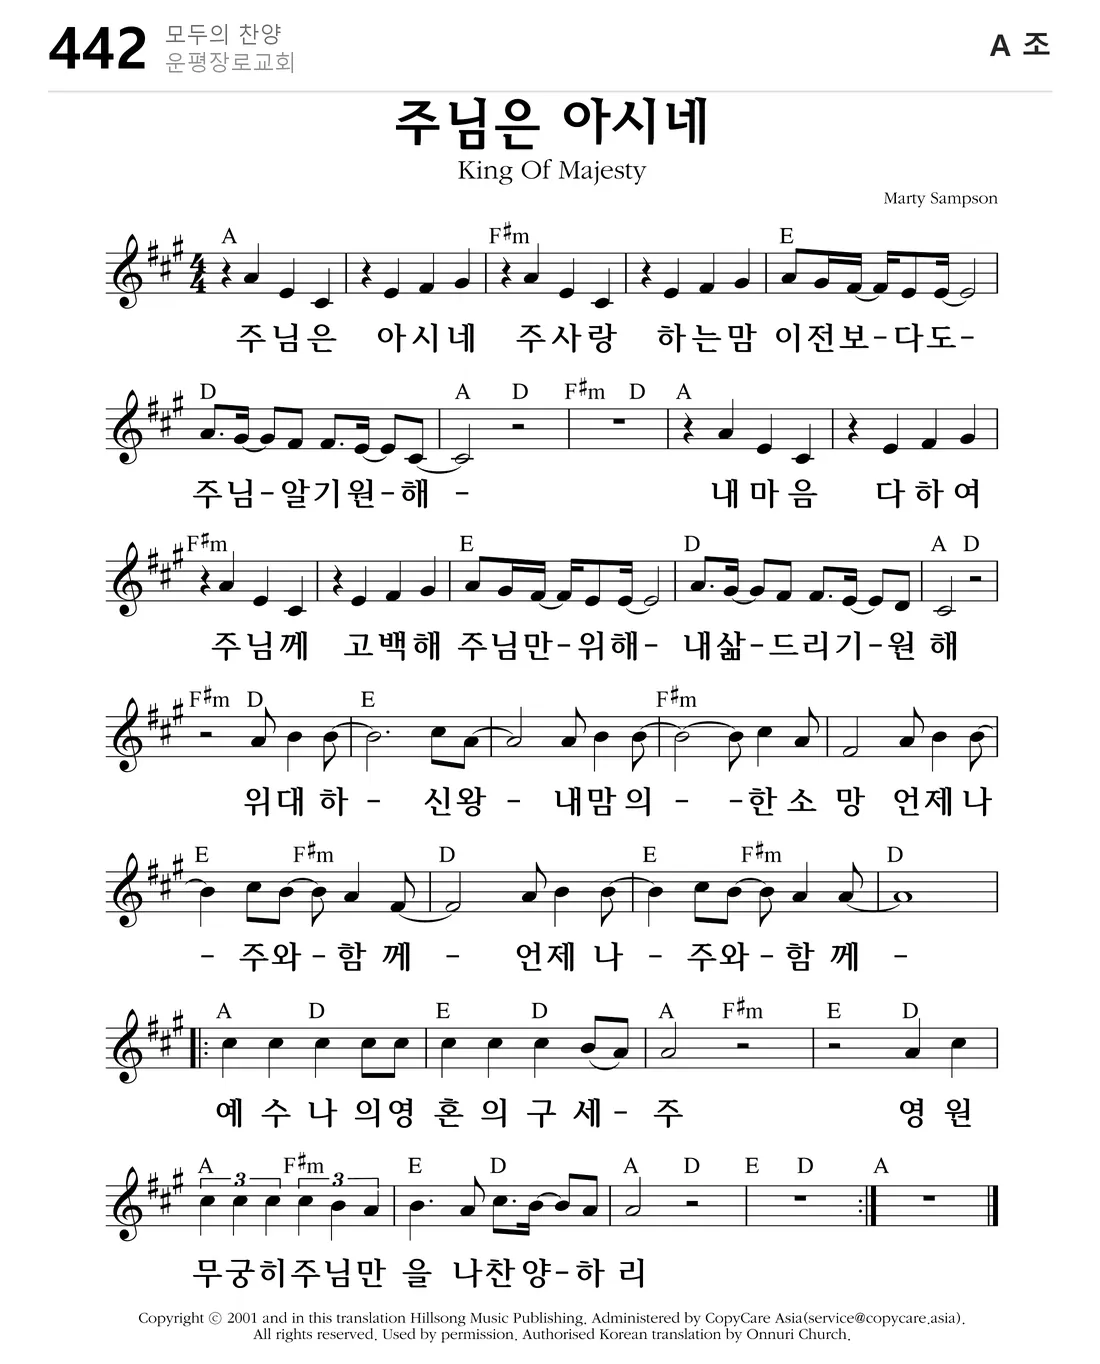 442
모두의 찬양
운평장로교회
A 조
주님은 아시네
King Of Majesty
Marty Sampson
A F#m E
4/4
주님은 아시네 주사랑 하는맘 이전보-다도-
D A D F#m D A
주님-알기원-해 - 내마음 다하여
F#m E D A D
주님께 고백해 주님만-위해- 내삶-드리기-원 해
F#m D E F#m
위대 하 - 신왕 - 내맘의 - -한 소 망 언제나
E F#m D E F#m D
- 주와-함 께 - 언제 나 - 주와-함 께 -
A D E D A F#m E D
예 수 나 의영 혼 의 구 세- 주 영 원
A 3 F#m 3 E D A D E D A
무궁히주님만 을 나찬양-하 리
Copyright ⓒ 2001 and in this translation Hillsong Music Publishing. Administered by CopyCare Asia(service@copycare.asia).
All rights reserved. Used by permission. Authorised Korean translation by Onnuri Church.